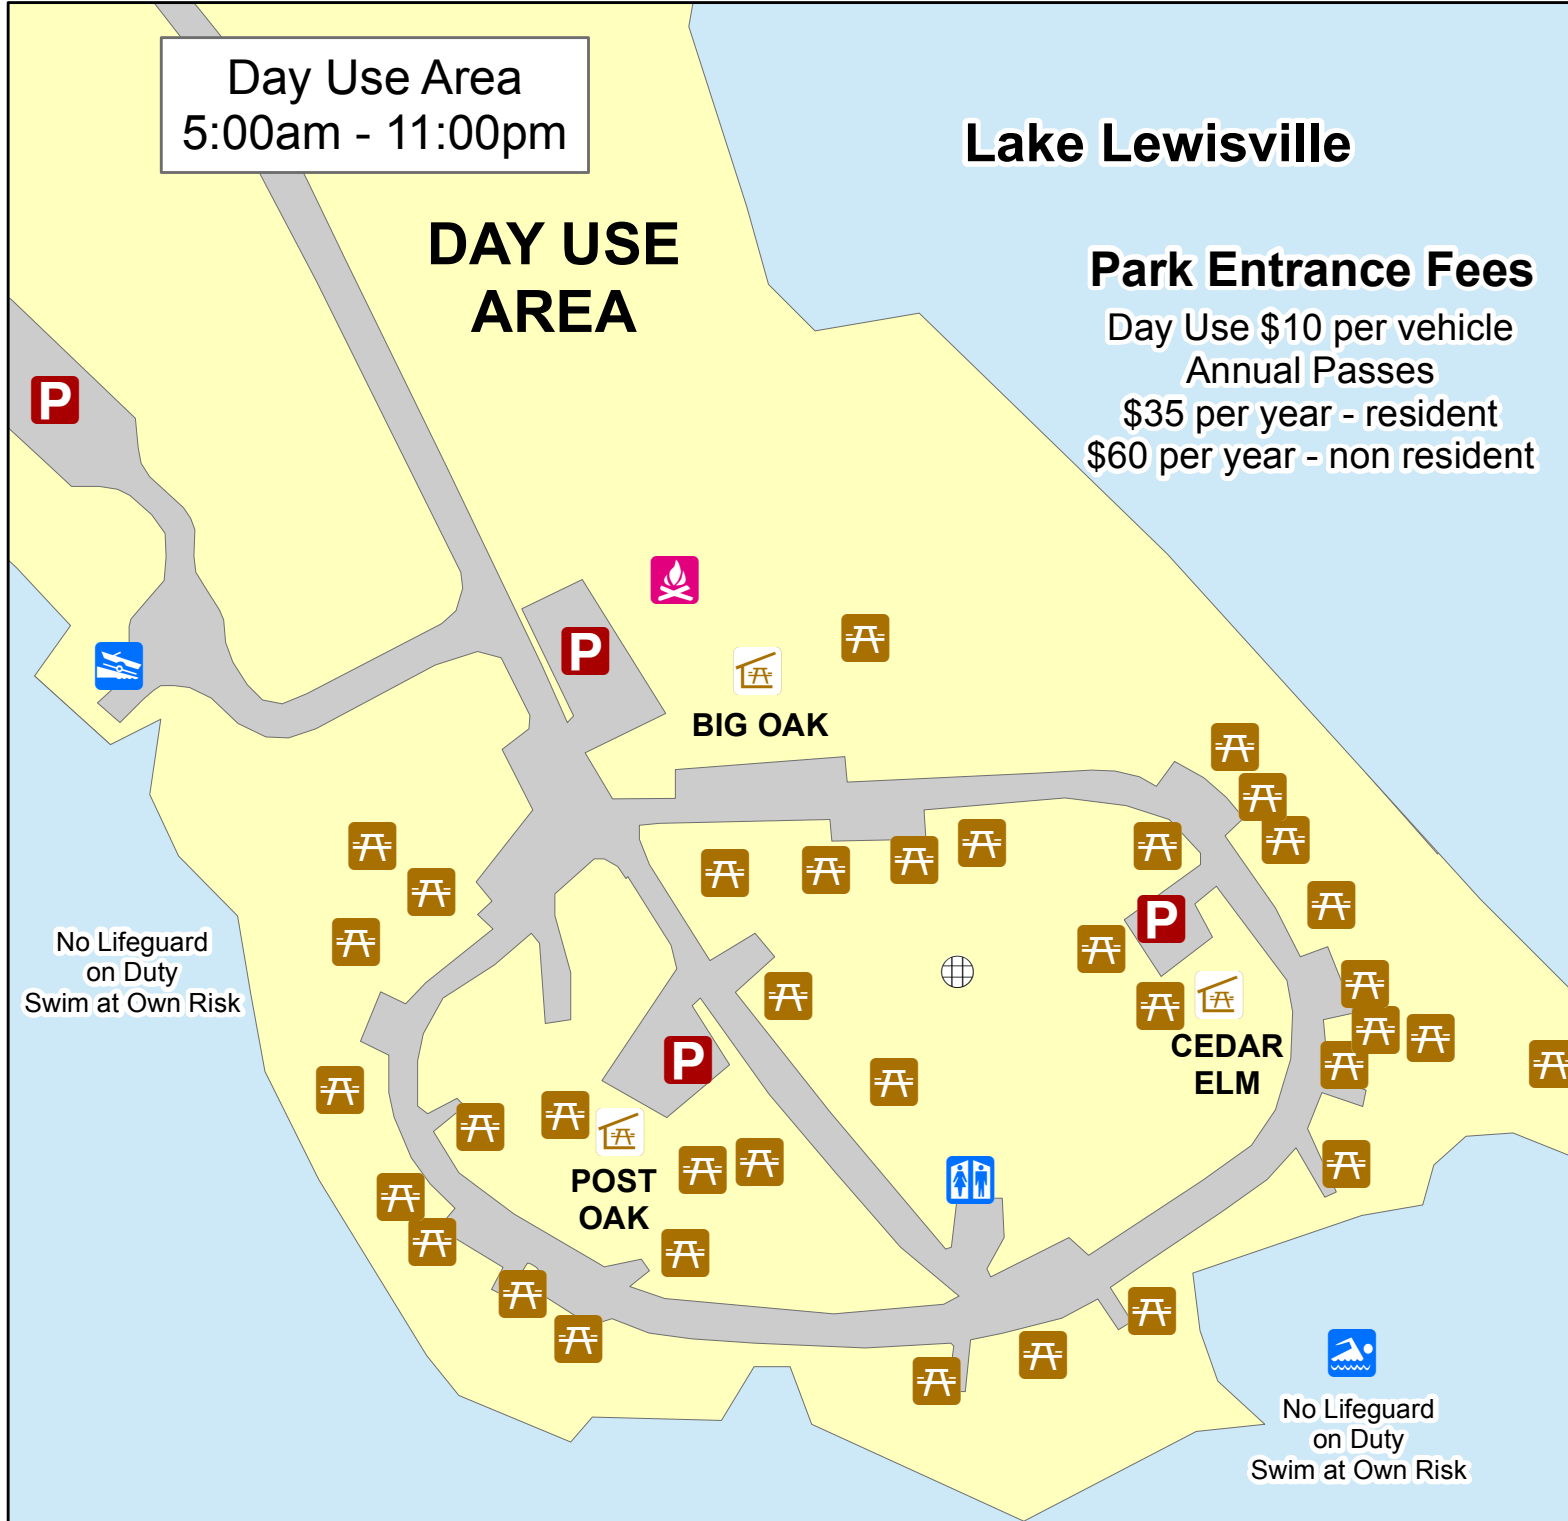 Day Use Area
5:00am - 11:00pm
Lake Lewisville
DAY USE
AREA
Park Entrance Fees
Day Use $10 per vehicle
Annual Passes
$35 per year - resident
$60 per year - non resident
P
P
BIG OAK
P
No Lifeguard
on Duty
Swim at Own Risk
CEDAR
ELM
P
POST
OAK
No Lifeguard
on Duty
Swim at Own Risk